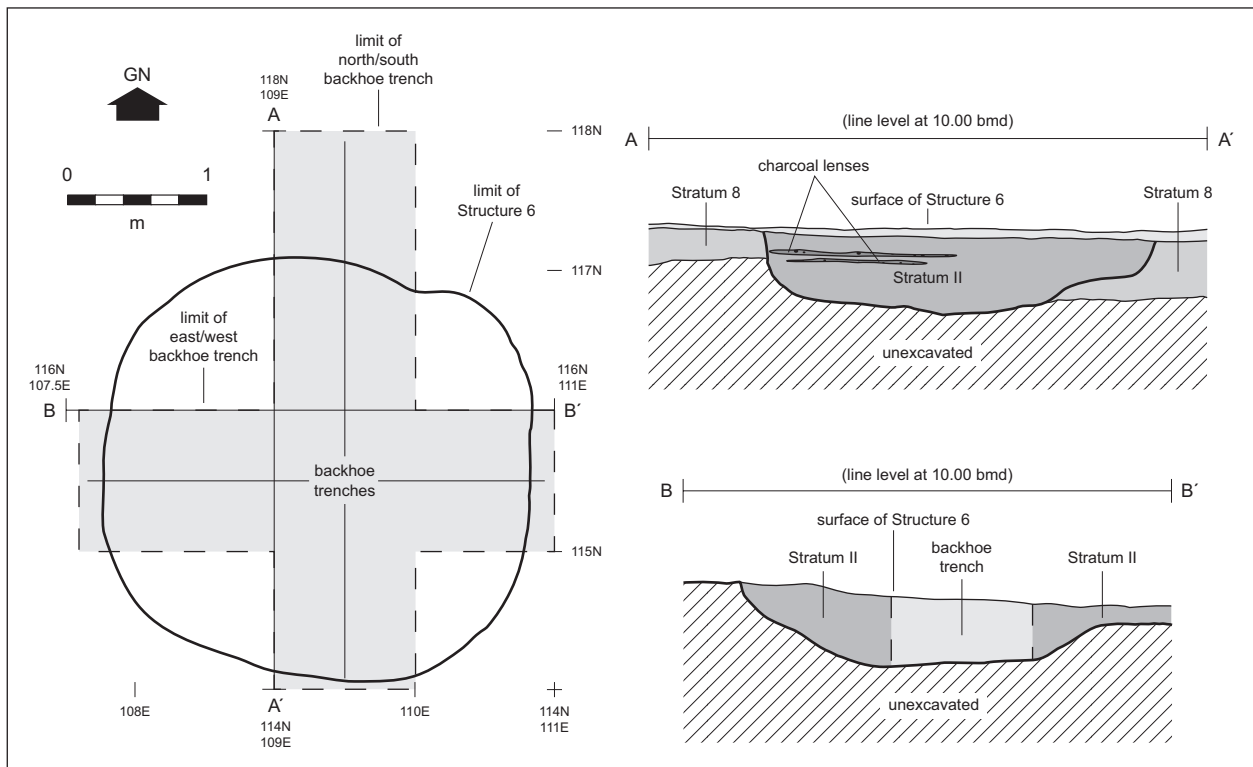 GN
0 1
m
limit of
north/south
backhoe trench
118N
109E
A
118N
limit of
Structure 6
117N
limit of
east/west
backhoe trench
116N
107.5E
B
116N
111E
B´
backhoe
trenches
115N
108E
A´
114N
109E
110E
114N
111E
(line level at 10.00 bmd)
A
A´
charcoal lenses
Stratum 8
surface of Structure 6
Stratum 8
Stratum II
unexcavated
(line level at 10.00 bmd)
B
B´
surface of Structure 6
Stratum II
backhoe
trench
Stratum II
unexcavated